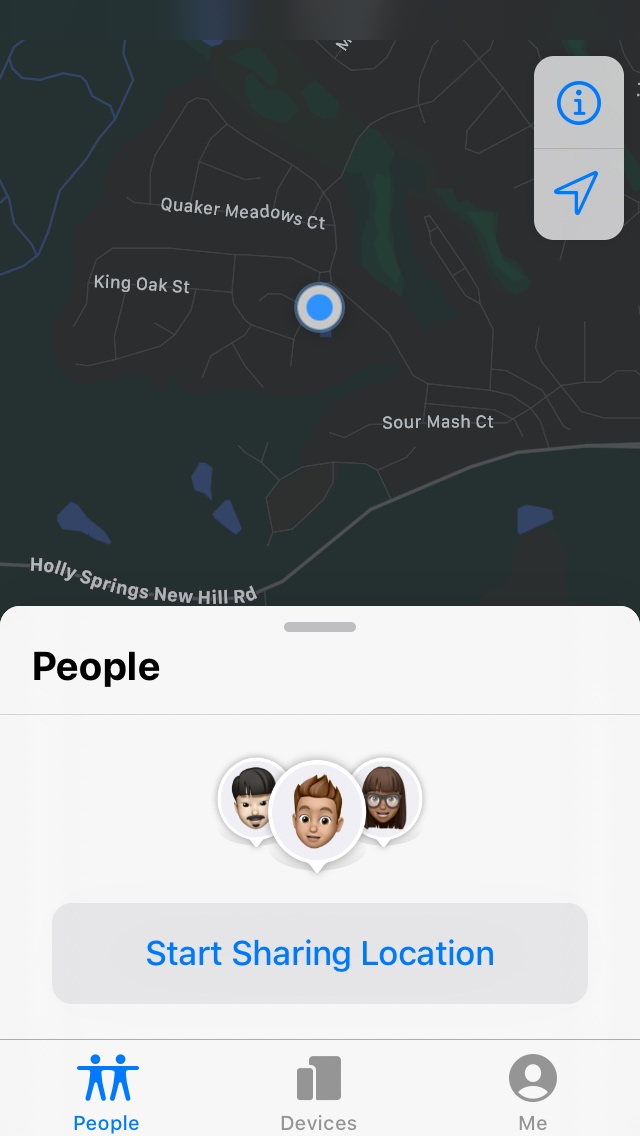 Quaker Meadows Ct
King Oak St
Sour Mash Ct
Holly Springs New Hill Rd
People
Start Sharing Location
People
Devices
Me